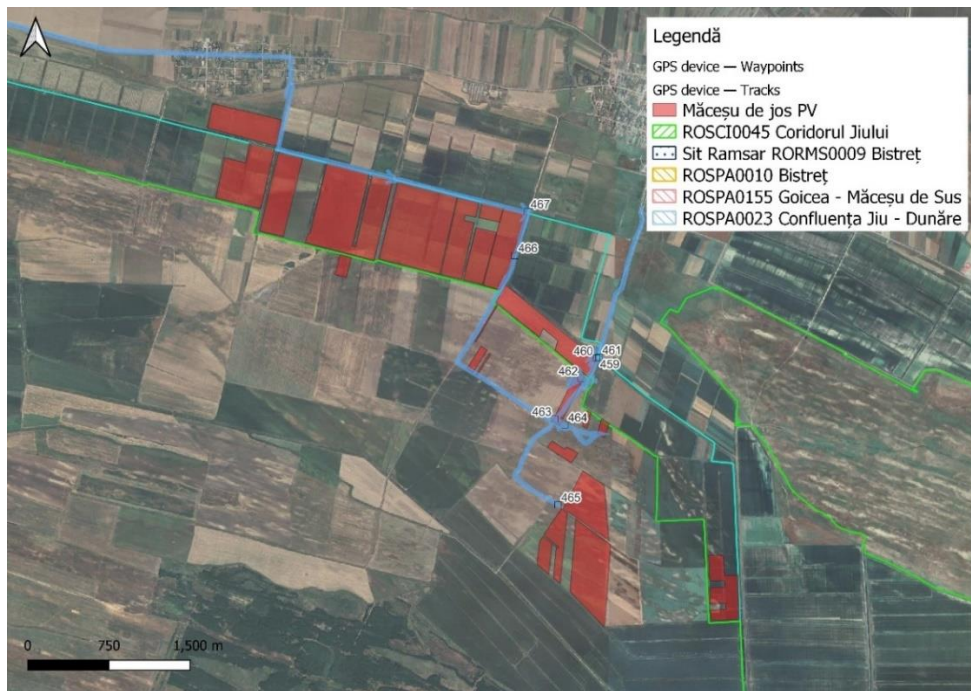 Legendă
GPS device — Waypoints
GPS device — Tracks
Măceșu de jos PV
ROSCI0045 Coridorul Jiului
Sit Ramsar RORMS0009 Bistreț
ROSPA0010 Bistreț
ROSPA0155 Goicea - Măceșu de Sus
ROSPA0023 Confluența Jiu - Dunăre
467
466
460 461
459
462
463 464
465
0 750 1,500 m